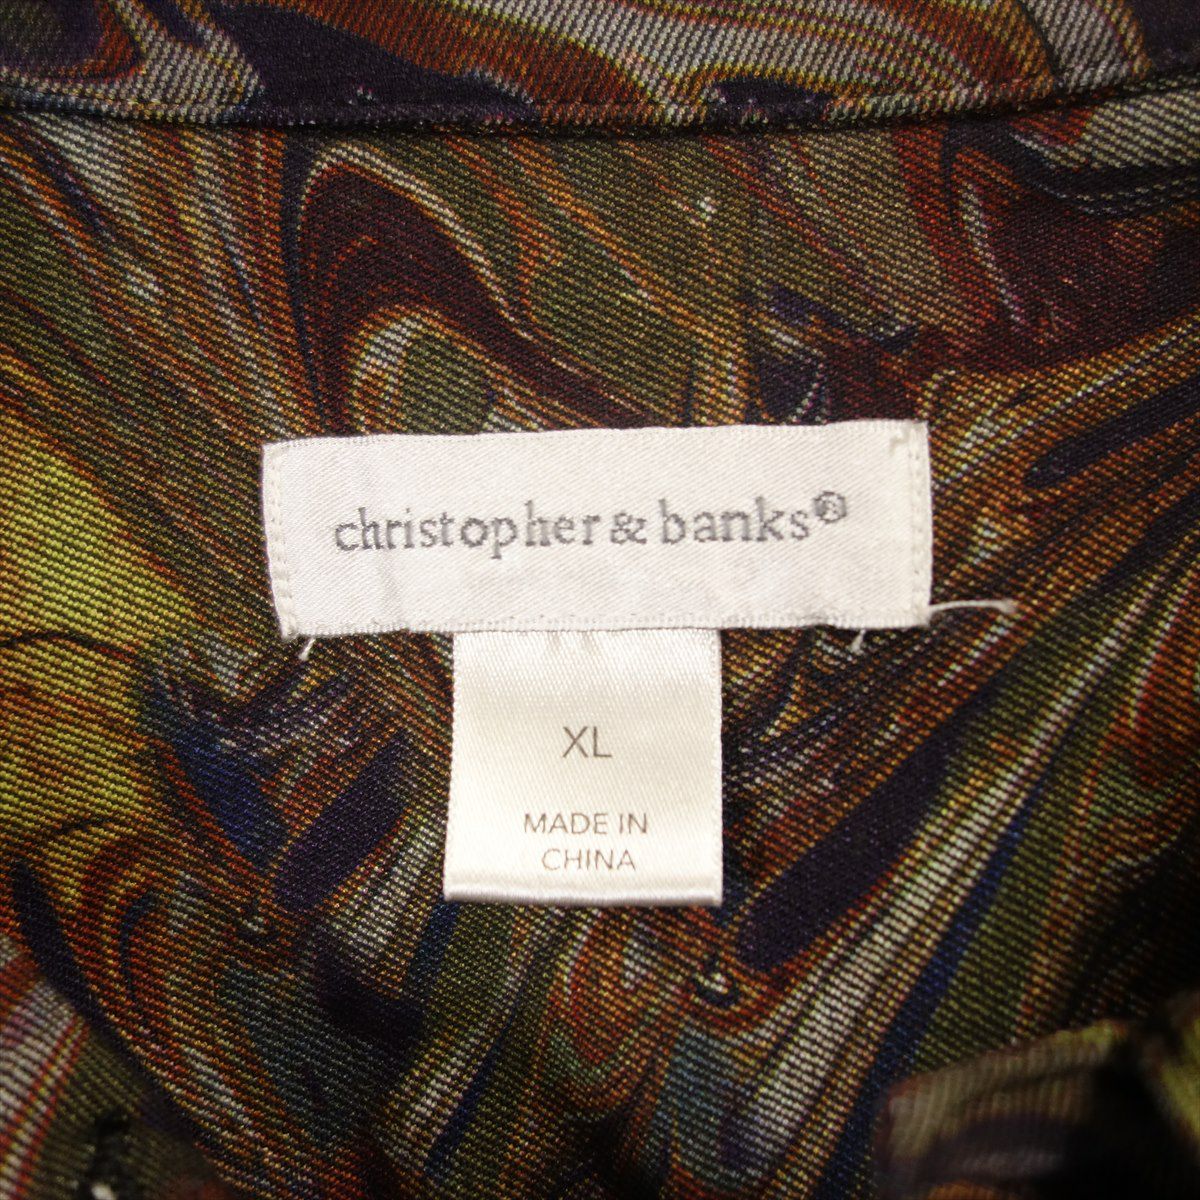 christopher & banks®
XL
MADE IN
CHINA